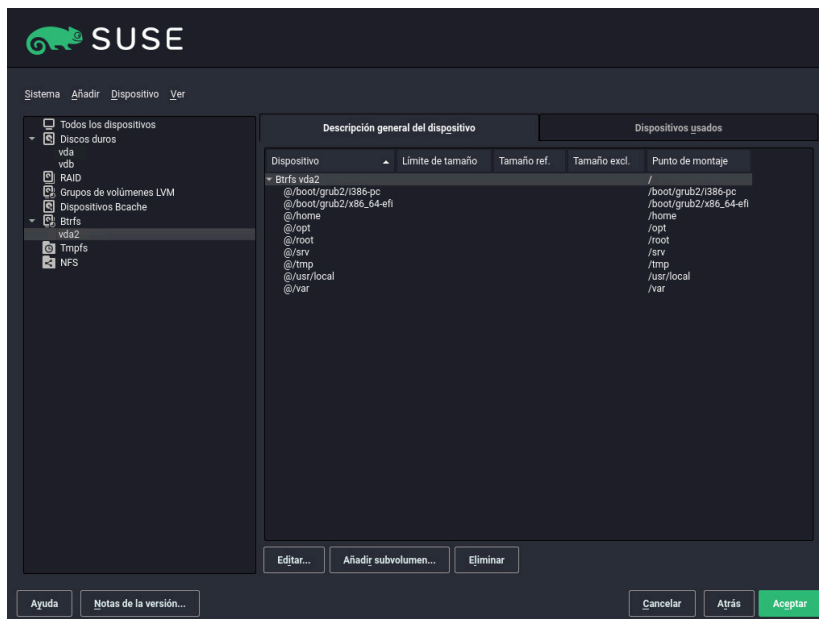 SUSE
Sistema Añadir Dispositivo Ver
Todos los dispositivos
Discos duros
vda
vdb
RAID
Grupos de volúmenes LVM
Dispositivos Bcache
Btrfs
vda2
Tmpfs
NFS
Descripción general del dispositivo Dispositivos usados
Dispositivo Límite de tamaño Tamaño ref. Tamaño excl. Punto de montaje
Btrfs vda2 /
@/boot/grub2/i386-pc /boot/grub2/i386-pc
@/boot/grub2/x86_64-efi /boot/grub2/x86_64-efi
@/home /home
@/opt /opt
@/root /root
@/srv /srv
@/tmp /tmp
@/usr/local /usr/local
@/var /var
Editar... Añadir subvolumen... Eliminar
Ayuda Notas de la versión... Cancelar Atrás Aceptar